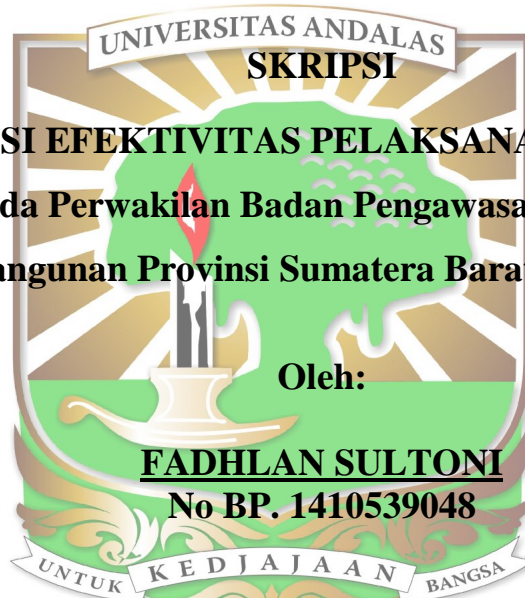 UNIVERSITAS ANDALAS
SKRIPSI
SI EFEKTIVITAS PELAKSANA
da Perwakilan Badan Pengawasa
angunan Provinsi Sumatera Barat
Oleh:
FADHLAN SULTONI
No BP. 1410539048
UNTUK KEDJAJAAN BANGSA